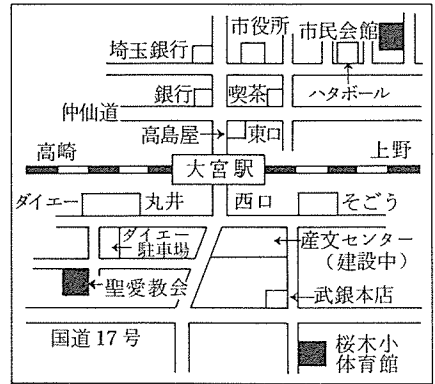 市役所 市民会館
埼玉銀行
銀行 喫茶 ハタボール
仲仙道
高島屋 東口
高崎 上野
大宮駅
ダイエー 丸井 西口 そごう
ダイエー
駐車場
産文センター
(建設中)
聖愛教会
武銀本店
国道17号
桜木小
体育館